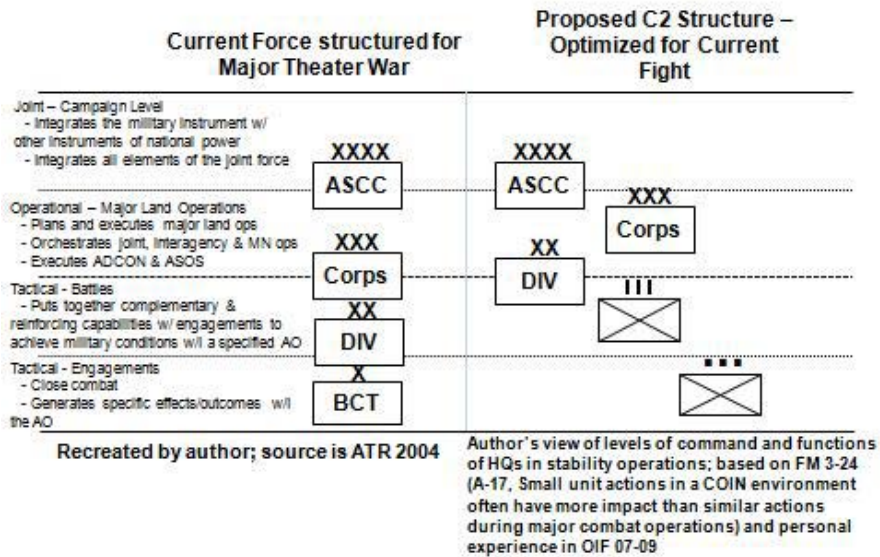 Current Force structured for
Major Theater War
Proposed C2 Structure –
Optimized for Current
Fight
Joint – Campaign Level
- Integrates the military instrument w/
other instruments of national power
- Integrates all elements of the joint force
XXXX
ASCC
XXXX
ASCC
Operational – Major Land Operations
- Plans and executes major land ops
- Orchestrates joint, interagency & MN ops
- Executes ADCON & ASOS
XXX
Corps
XX
DIV
XXX
Corps
Tactical - Battles
- Puts together complementary &
reinforcing capabilities w/ engagements to
achieve military conditions w/i a specified AO
XX
DIV
III
Tactical - Engagements
- Close combat
- Generates specific effects/outcomes w/i
the AO
X
BCT
Recreated by author; source is ATR 2004
Author's view of levels of command and functions
of HQs in stability operations; based on FM 3-24
(A-17, Small unit actions in a COIN environment
often have more impact than similar actions
during major combat operations) and personal
experience in OIF 07-09